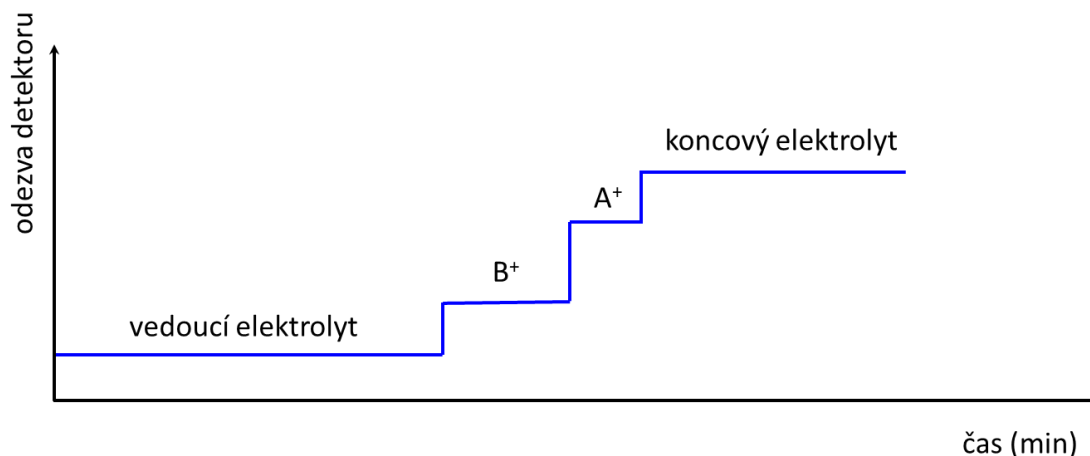 odezva detektoru
koncový elektrolyt
A⁺
B⁺
vedoucí elektrolyt
čas (min)